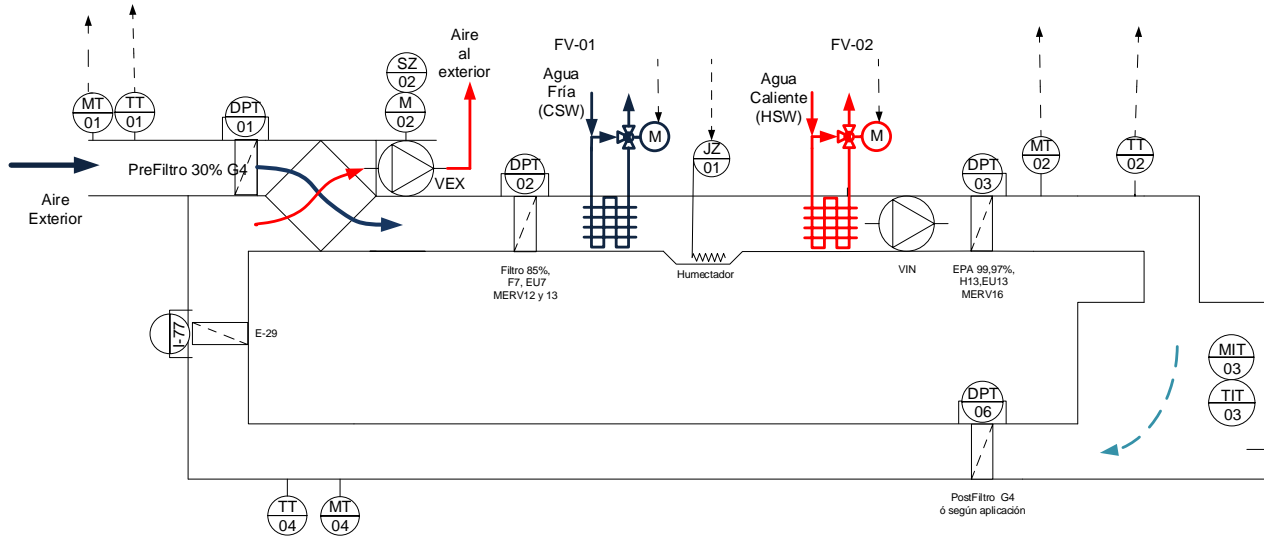 MT
01
TT
01
DPT
01
SZ
02
M
02
Aire
al
exterior
FV-01
Agua
Fría
(CSW)
M
JZ
01
FV-02
Agua
Caliente
(HSW)
M
MT
02
TT
02
PreFiltro 30% G4
VEX
DPT
02
DPT
03
Aire
Exterior
Filtro 85%,
F7, EU7
MERV12 y 13
Humectador
VIN
EPA 99,97%,
H13,EU13
MERV16
I-77
E-29
MIT
03
TIT
03
DPT
06
TT
04
MT
04
PostFiltro G4
ó según aplicación